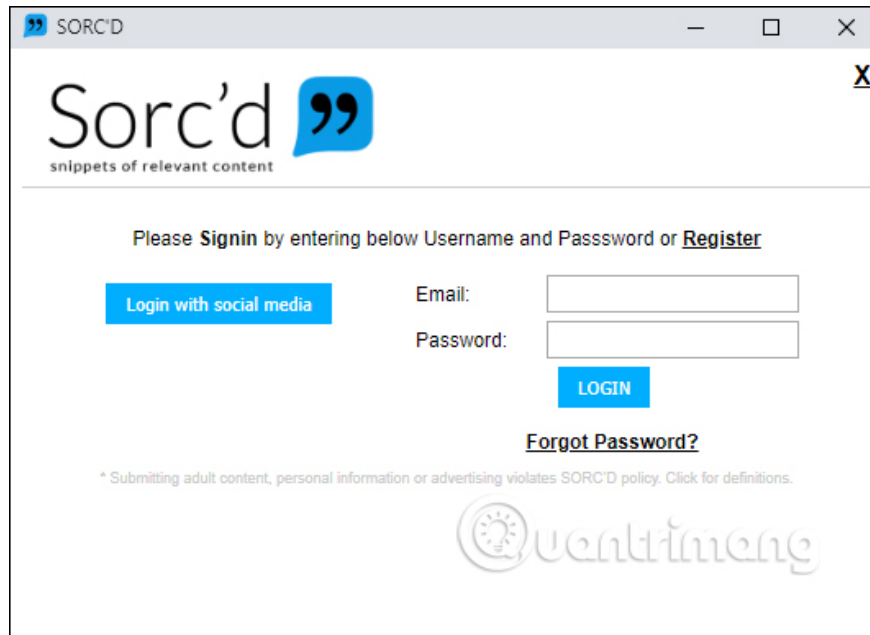 SORC'D
X
Sorc'd
snippets of relevant content
Please Signin by entering below Username and Passsword or Register
Login with social media
Email:
Password:
LOGIN
Forgot Password?
* Submitting adult content, personal information or advertising violates SORC'D policy. Click for definitions.
Quantrimang